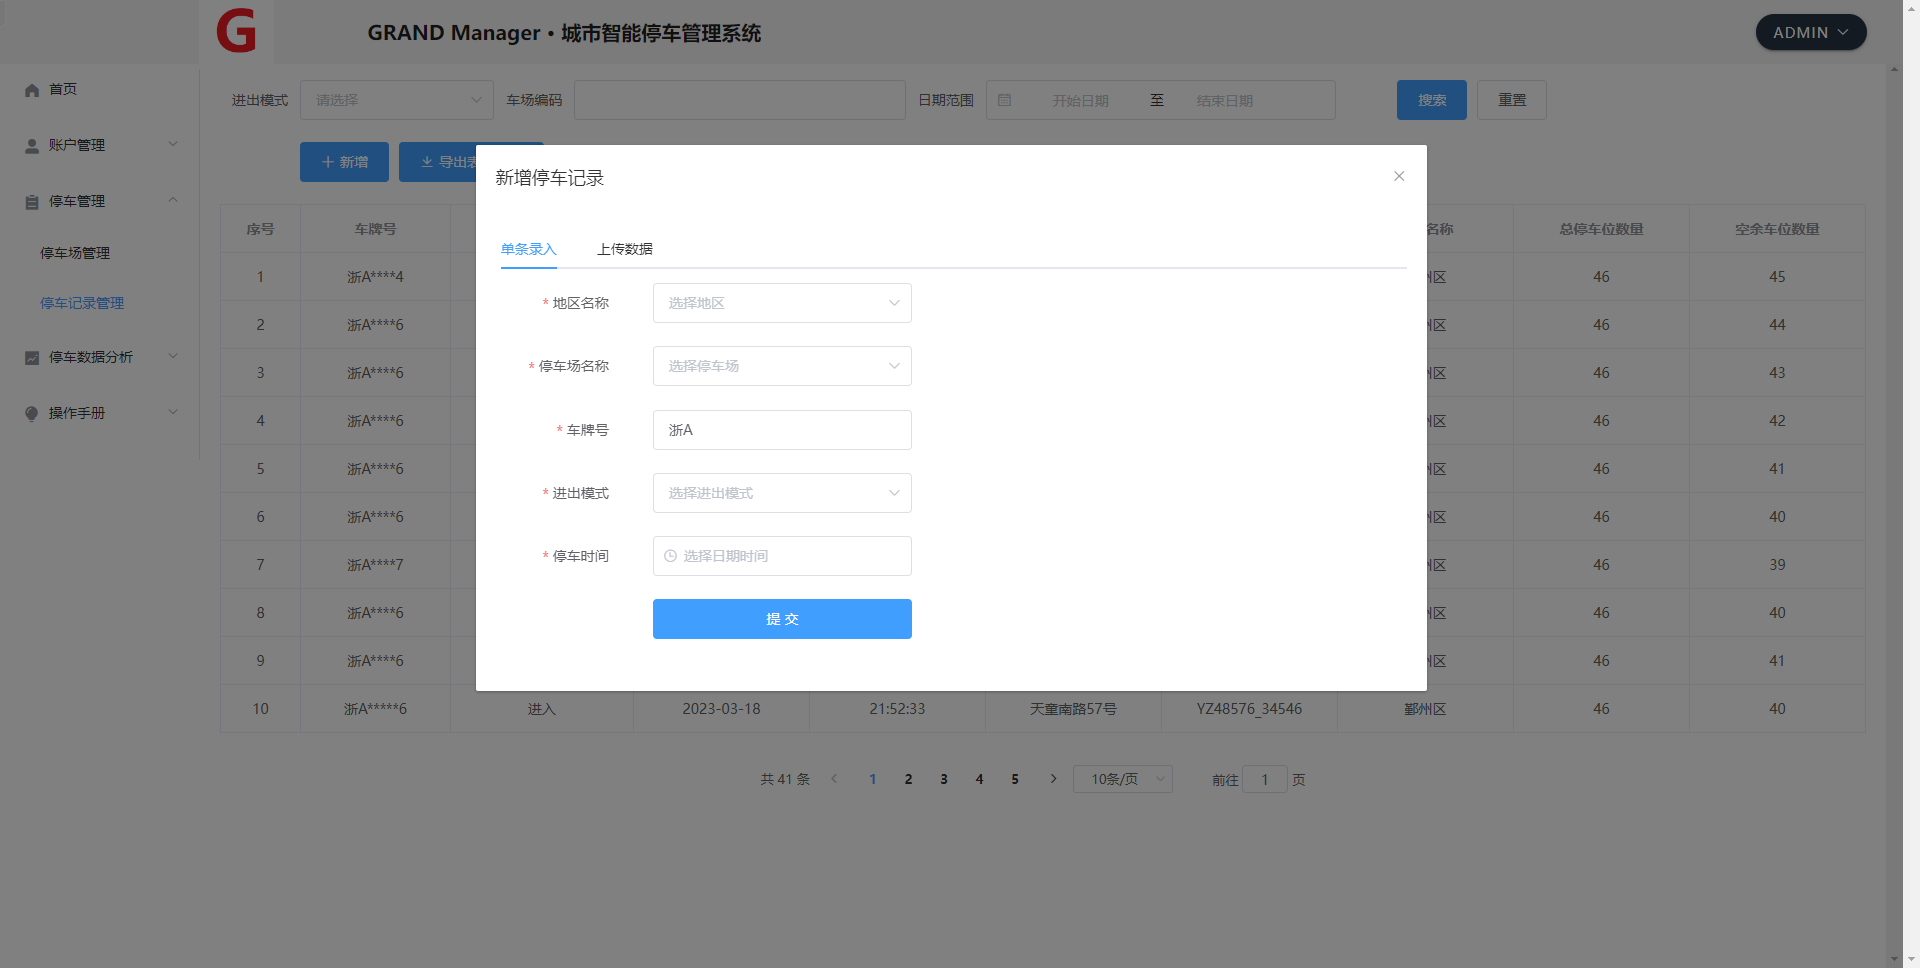 G
GRAND Manager • 城市智能停车管理系统
ADMIN
首页
账户管理
停车管理
停车场管理
停车记录管理
停车数据分析
操作手册
进出模式 请选择 车场编码 日期范围 开始日期 至 结束日期 搜索 重置
新增 导出
新增停车记录
单条录入 上传数据
* 地区名称 选择地区
* 停车场名称 选择停车场
* 车牌号 浙A
* 进出模式 选择进出模式
* 停车时间 选择日期时间
提 交
序号 车牌号 名称 总停车位数量 空余车位数量
1 浙A****4 州区 46 45
2 浙A****6 州区 46 44
3 浙A****6 州区 46 43
4 浙A****6 州区 46 42
5 浙A****6 州区 46 41
6 浙A****6 州区 46 40
7 浙A****7 州区 46 39
8 浙A****6 州区 46 40
9 浙A****6 州区 46 41
10 浙A*****6 进入 2023-03-18 21:52:33 天童南路57号 YZ48576_34546 鄞州区 46 40
共 41 条 1 2 3 4 5 10条/页 前往 1 页